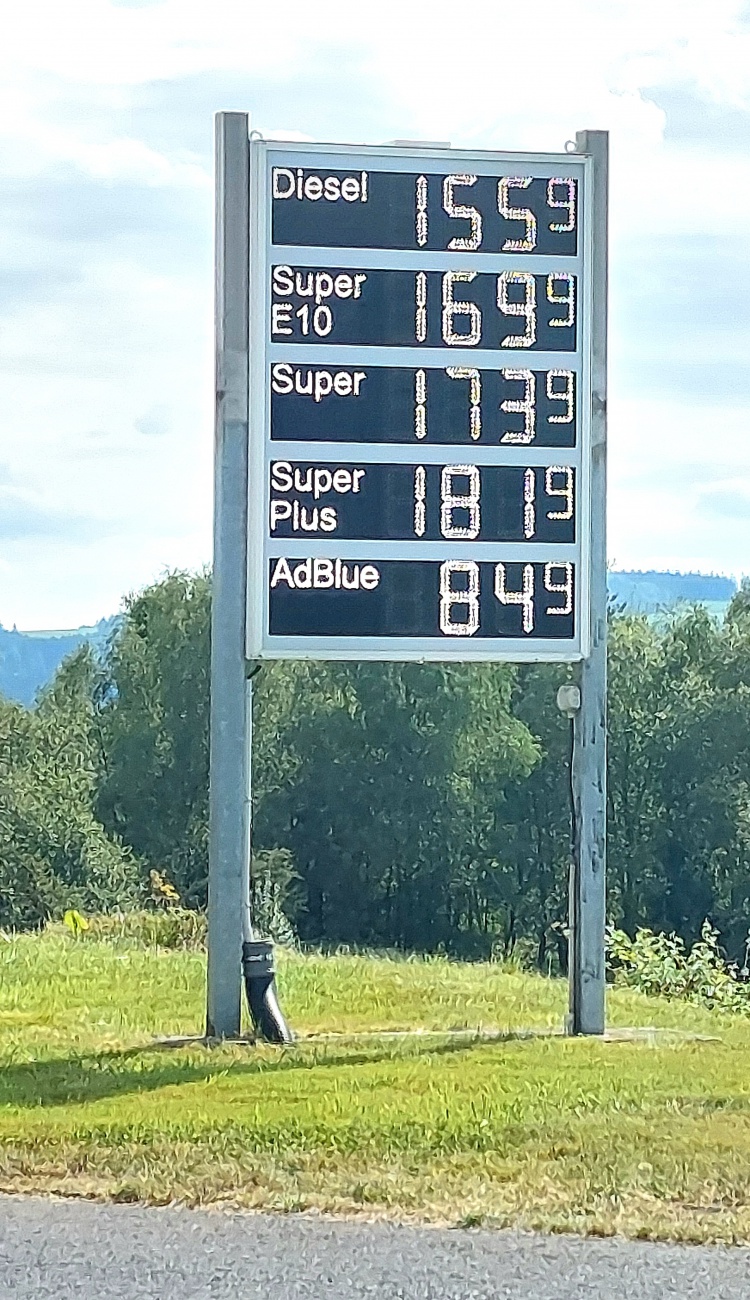 Diesel 155⁹
Super E10 169⁹
Super 173⁹
Super Plus 181⁹
AdBlue 84⁹